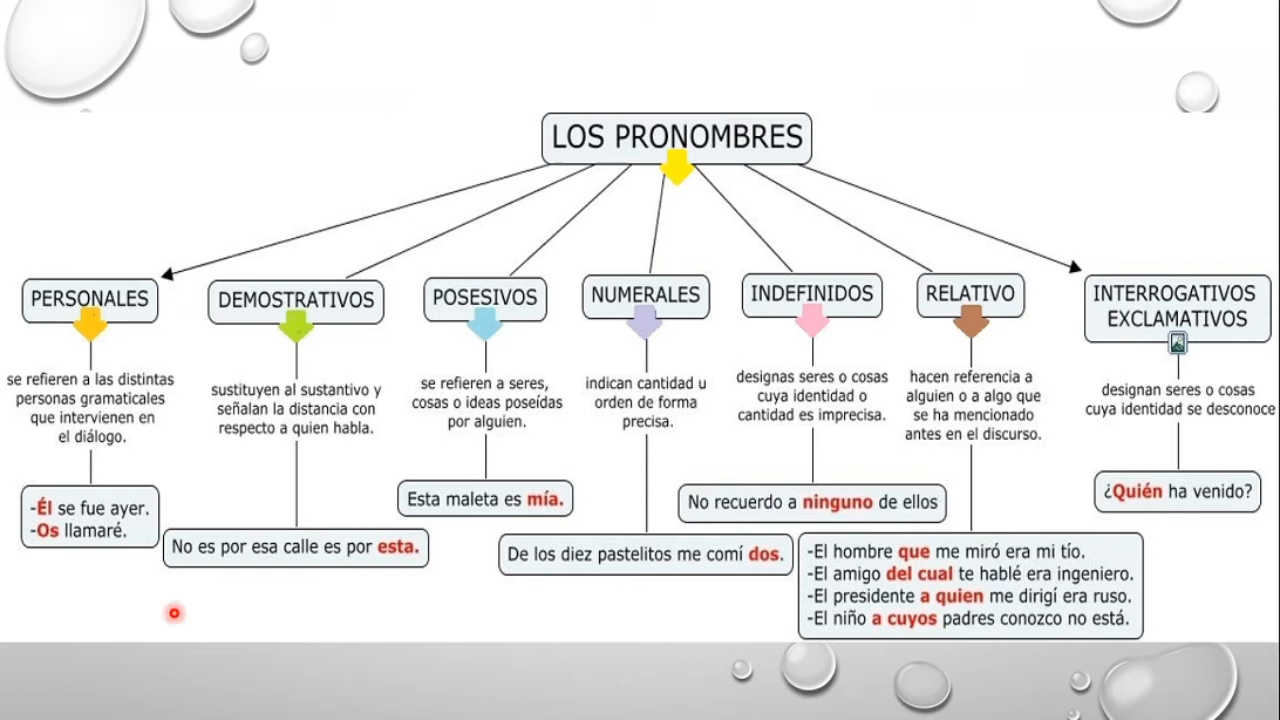 LOS PRONOMBRES
PERSONALES
se refieren a las distintas
personas gramaticales
que intervienen en
el diálogo.
-Él se fue ayer.
-Os llamaré.
DEMOSTRATIVOS
sustituyen al sustantivo y
señalan la distancia con
respecto a quien habla.
No es por esa calle es por esta.
POSESIVOS
se refieren a seres,
cosas o ideas poseídas
por alguien.
Esta maleta es mía.
NUMERALES
indican cantidad u
orden de forma
precisa.
De los diez pastelitos me comí dos.
INDEFINIDOS
designas seres o cosas
cuya identidad o
cantidad es imprecisa.
No recuerdo a ninguno de ellos
RELATIVO
hacen referencia a
alguien o a algo que
se ha mencionado
antes en el discurso.
-El hombre que me miró era mi tío.
-El amigo del cual te hablé era ingeniero.
-El presidente a quien me dirigí era ruso.
-El niño a cuyos padres conozco no está.
INTERROGATIVOS
EXCLAMATIVOS
designan seres o cosas
cuya identidad se desconoce
¿Quién ha venido?